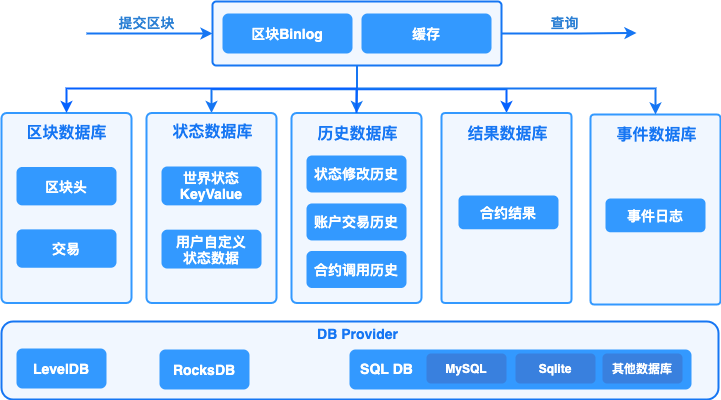 提交区块
区块Binlog
缓存
查询
区块数据库
区块头
交易
状态数据库
世界状态
KeyValue
用户自定义
状态数据
历史数据库
状态修改历史
账户交易历史
合约调用历史
结果数据库
合约结果
事件数据库
事件日志
DB Provider
LevelDB
RocksDB
SQL DB
MySQL
Sqlite
其他数据库